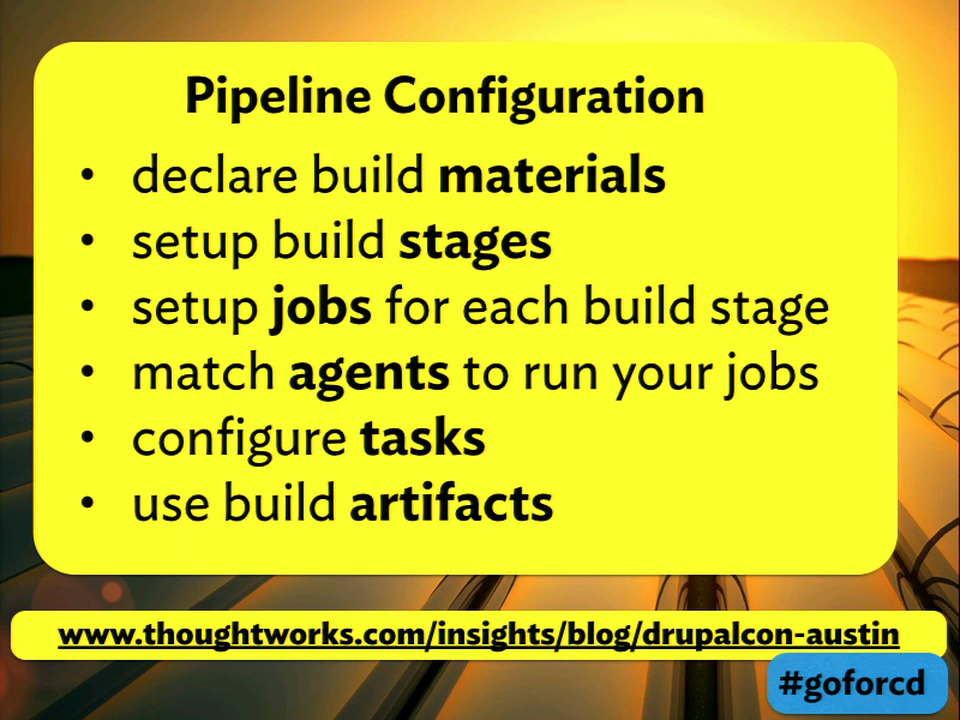 Pipeline Configuration
• declare build materials
• setup build stages
• setup jobs for each build stage
• match agents to run your jobs
• configure tasks
• use build artifacts
www.thoughtworks.com/insights/blog/drupalcon-austin
#goforcd